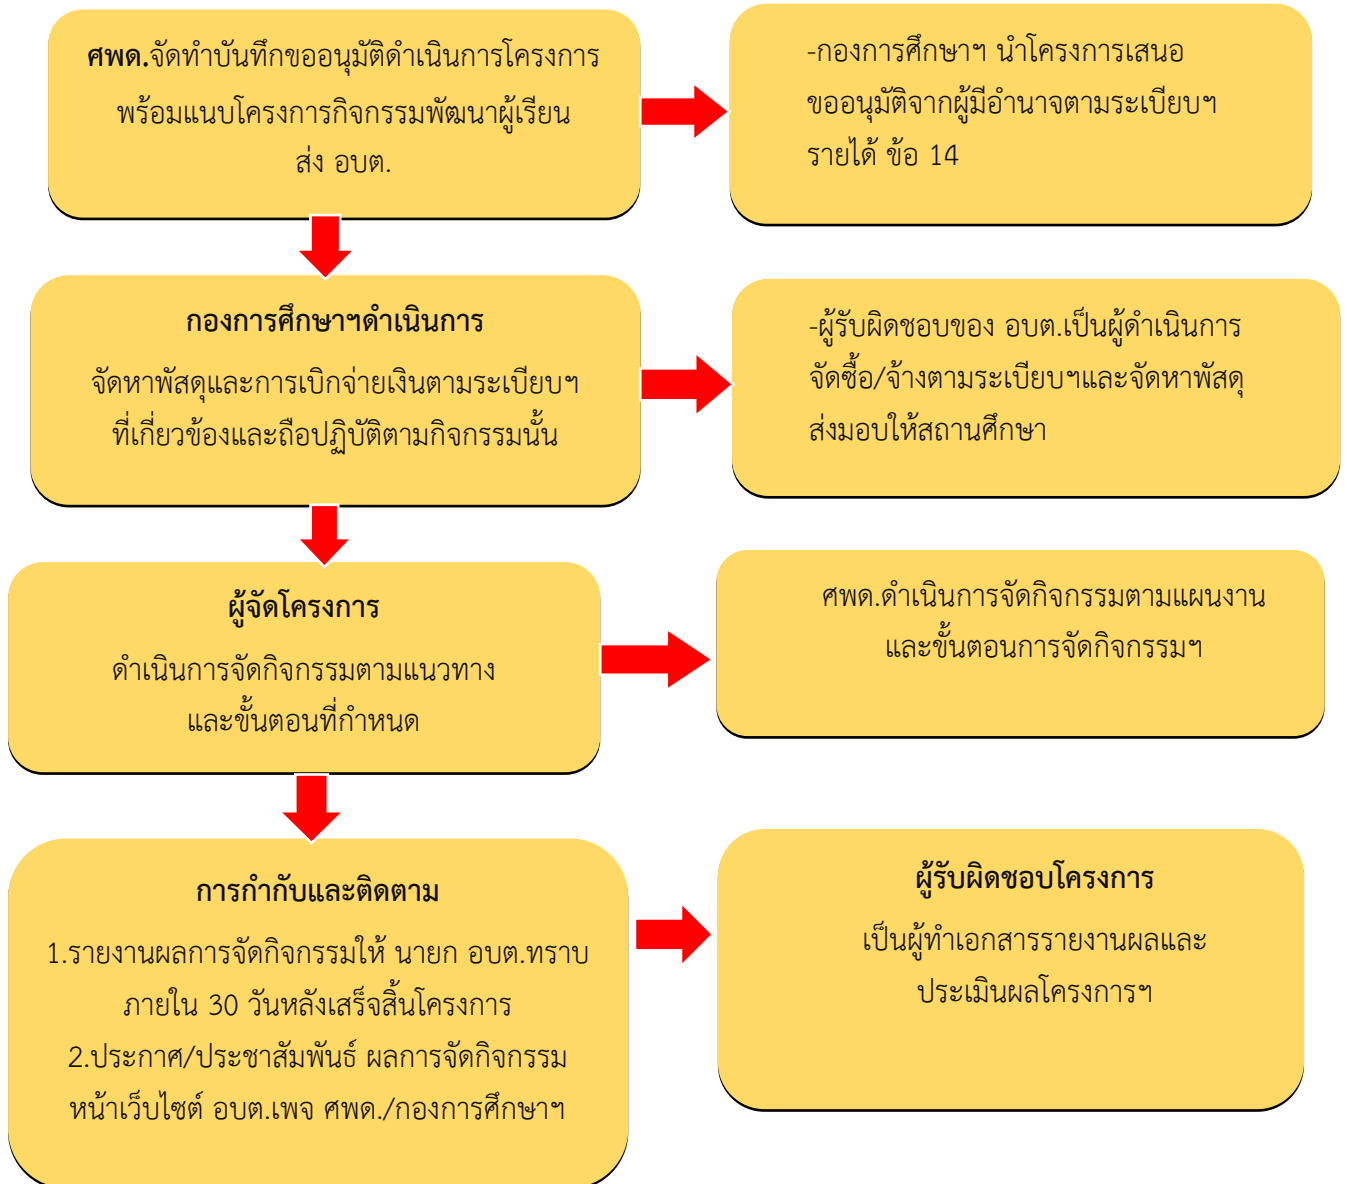 ศพด.จัดทำบันทึกขออนุมัติดำเนินการโครงการ
พร้อมแนบโครงการกิจกรรมพัฒนาผู้เรียน
ส่ง อบต.
-กองการศึกษาฯ นำโครงการเสนอ
ขออนุมัติจากผู้มีอำนาจตามระเบียบฯ
รายได้ ข้อ 14
กองการศึกษาฯดำเนินการ
จัดหาพัสดุและการเบิกจ่ายเงินตามระเบียบฯ
ที่เกี่ยวข้องและถือปฏิบัติตามกิจกรรมนั้น
-ผู้รับผิดชอบของ อบต.เป็นผู้ดำเนินการ
จัดซื้อ/จ้างตามระเบียบฯและจัดหาพัสดุ
ส่งมอบให้สถานศึกษา
ผู้จัดโครงการ
ดำเนินการจัดกิจกรรมตามแนวทาง
และขั้นตอนที่กำหนด
ศพด.ดำเนินการจัดกิจกรรมตามแผนงาน
และขั้นตอนการจัดกิจกรรมฯ
การกำกับและติดตาม
1.รายงานผลการจัดกิจกรรมให้ นายก อบต.ทราบ
ภายใน 30 วันหลังเสร็จสิ้นโครงการ
2.ประกาศ/ประชาสัมพันธ์ ผลการจัดกิจกรรม
หน้าเว็บไซต์ อบต.เพจ ศพด./กองการศึกษาฯ
ผู้รับผิดชอบโครงการ
เป็นผู้ทำเอกสารรายงานผลและ
ประเมินผลโครงการฯ